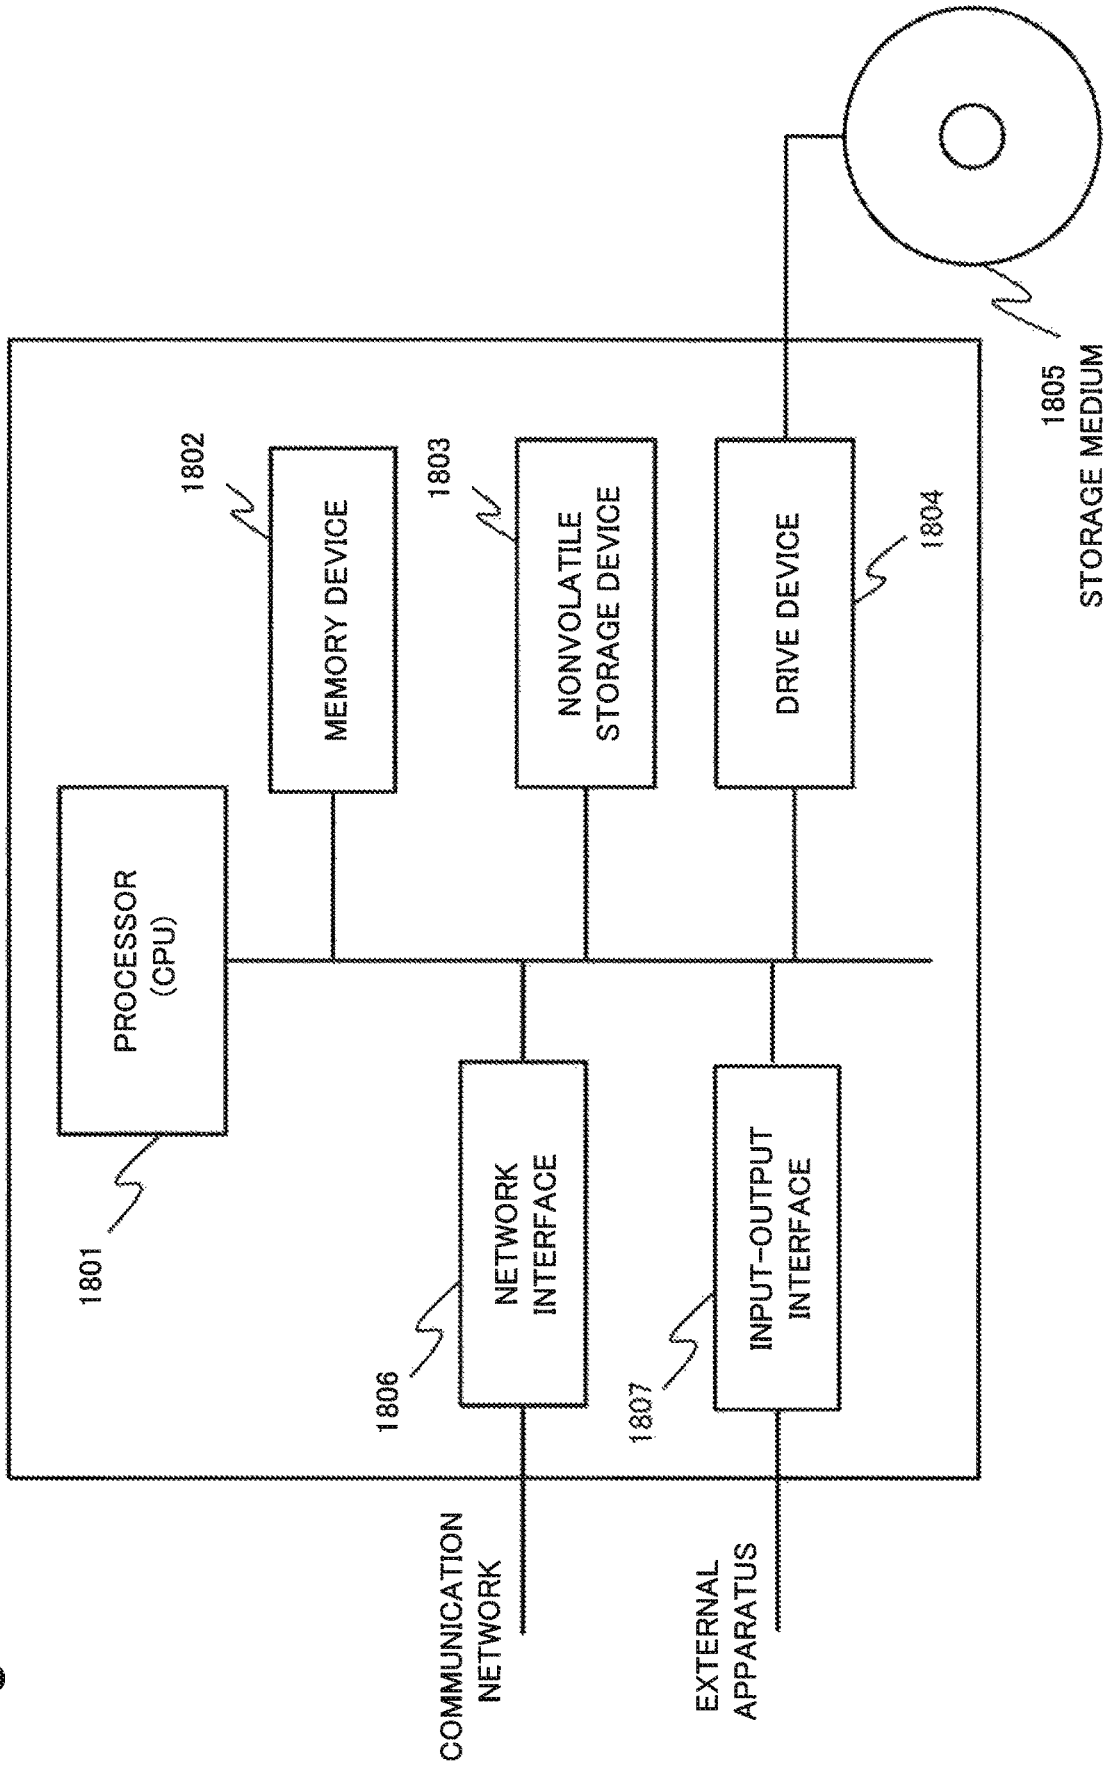 1801
PROCESSOR
(CPU)
1802
MEMORY DEVICE
1806
NETWORK
INTERFACE
1803
NONVOLATILE
STORAGE DEVICE
COMMUNICATION
NETWORK
1807
INPUT-OUTPUT
INTERFACE
DRIVE DEVICE
1804
EXTERNAL
APPARATUS
1805
STORAGE MEDIUM